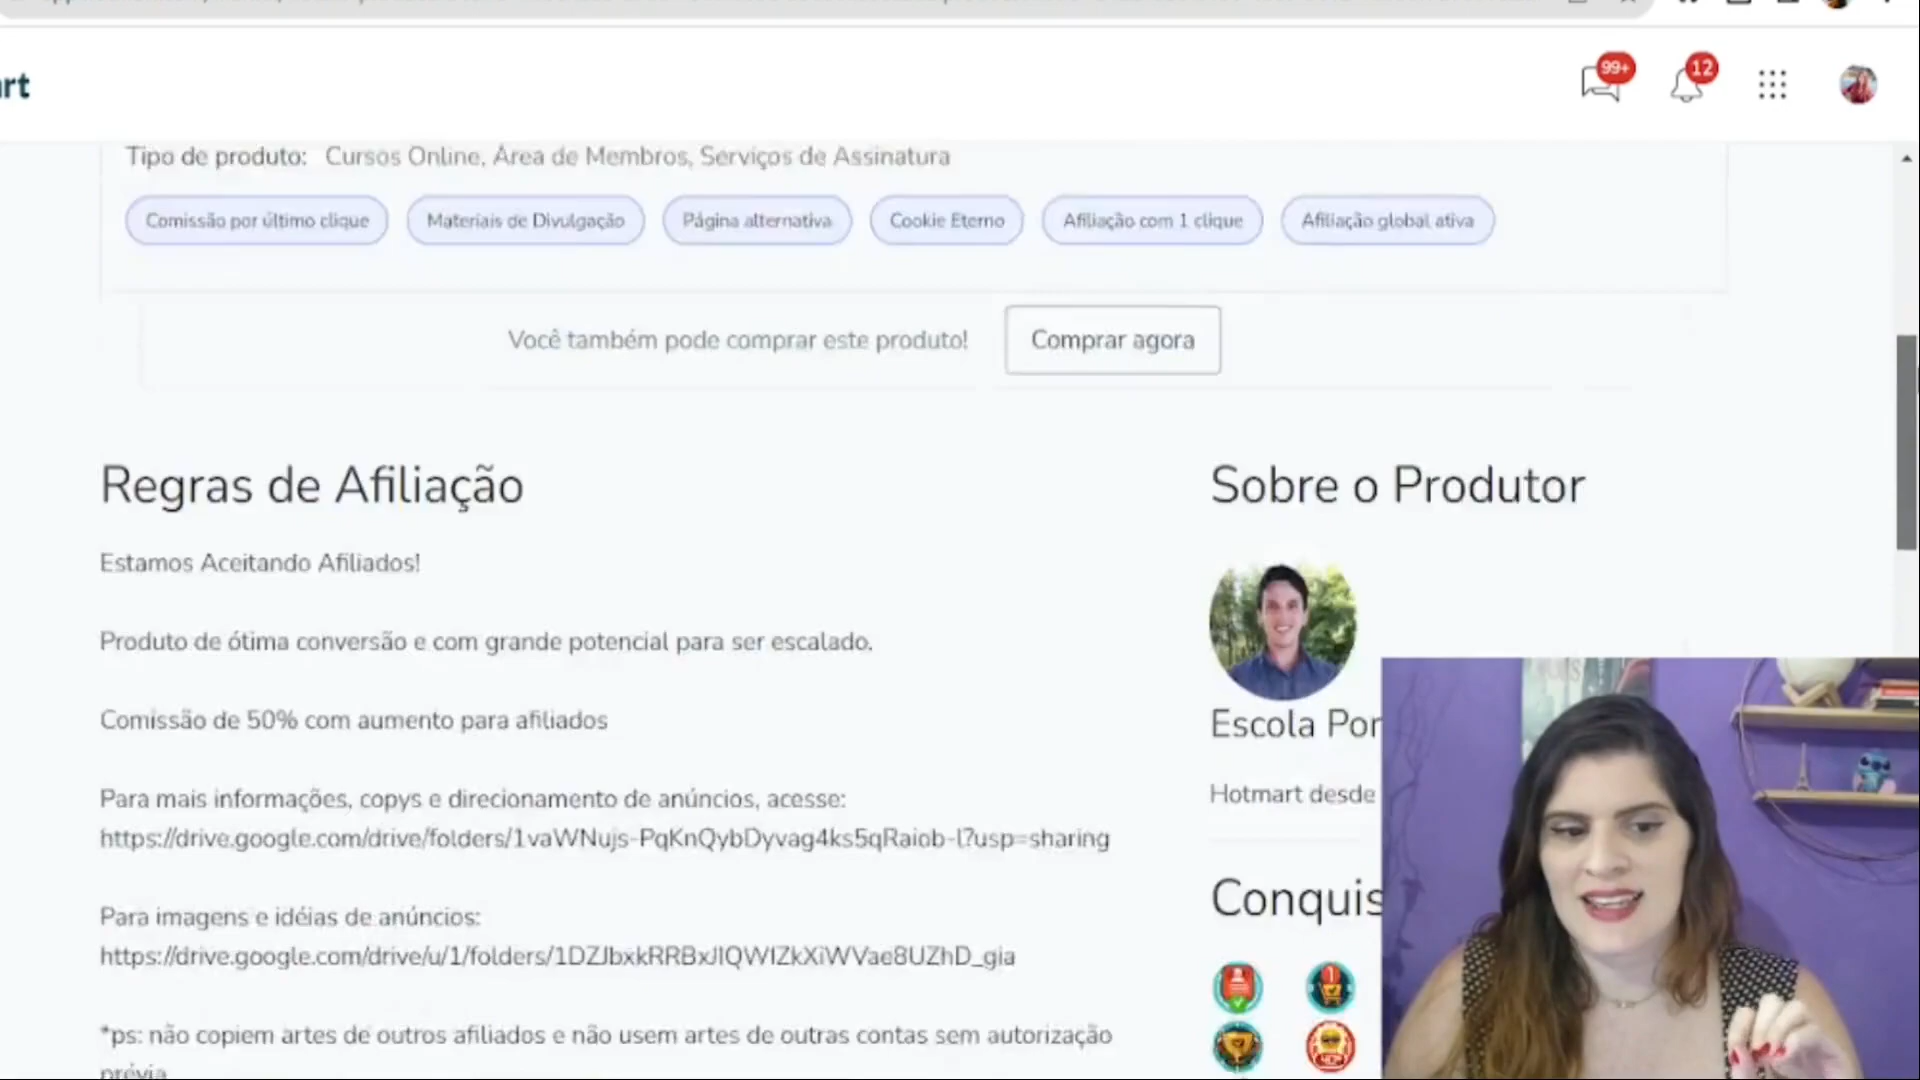 rt
99+
12
Tipo de produto: Cursos Online, Área de Membros, Serviços de Assinatura
Comissão por último clique
Materiais de Divulgação
Página alternativa
Cookie Eterno
Afiliação com 1 clique
Afiliação global ativa
Você também pode comprar este produto!
Comprar agora
Regras de Afiliação
Estamos Aceitando Afiliados!
Produto de ótima conversão e com grande potencial para ser escalado.
Comissão de 50% com aumento para afiliados
Para mais informações, copys e direcionamento de anúncios, acesse:
https://drive.google.com/drive/folders/1vaWNujs-PqKnQybDyvag4ks5qRaiob-l?usp=sharing
Para imagens e idéias de anúncios:
https://drive.google.com/drive/u/1/folders/1DZJbxkRRBxJIQWIZkXiWVae8UZhD_gia
*ps: não copiem artes de outros afiliados e não usem artes de outras contas sem autorização
prévia
Sobre o Produtor
Escola Por
Hotmart desde
Conquis